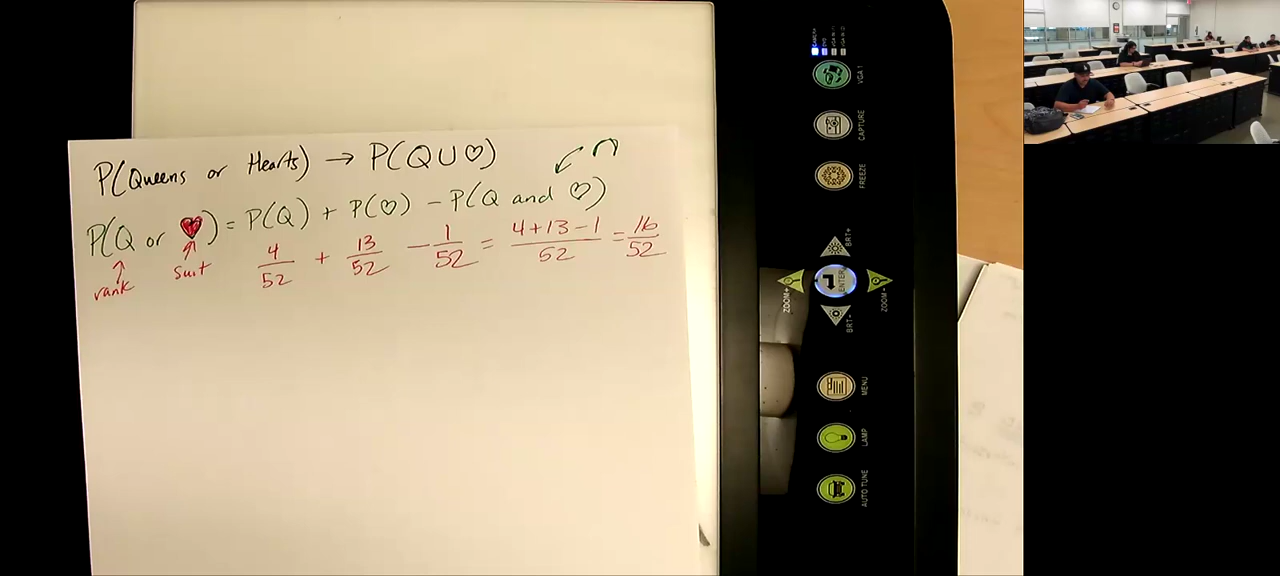 P(Queens or Hearts) → P(Q∪♡)
P(Q or ♥) = P(Q) + P(♡) - P(Q and ♡) ↙ ∩
4/52 + 13/52 - 1/52 = (4+13-1)/52 = 16/52
↑ rank ↑ suit
VGA 1
CAPTURE
FREEZE
BRT+
ZOOM+ ENTER ZOOM-
BRT-
MENU
LAMP
AUTO TUNE